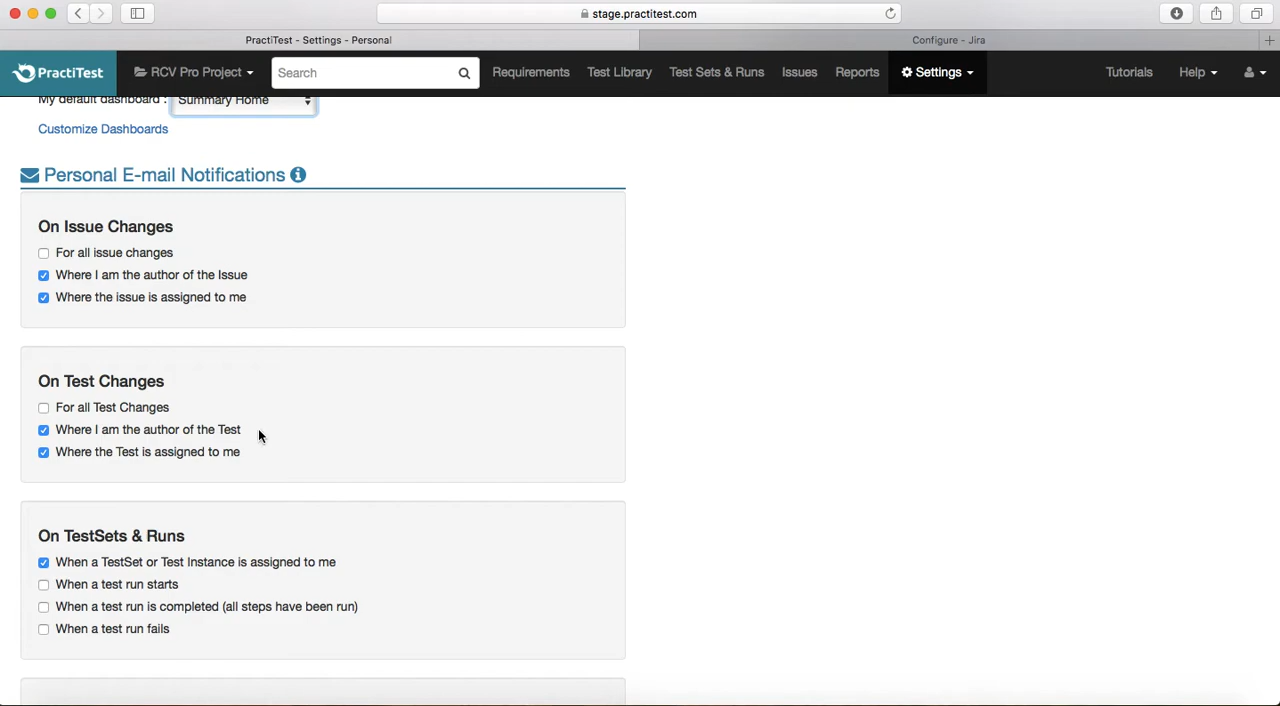 stage.practitest.com
PractiTest - Settings - Personal
Configure - Jira
PractiTest
RCV Pro Project
Search
Requirements
Test Library
Test Sets & Runs
Issues
Reports
Settings
Tutorials
Help
My default dashboard :
Summary Home
Customize Dashboards
Personal E-mail Notifications
On Issue Changes
For all issue changes
Where I am the author of the Issue
Where the issue is assigned to me
On Test Changes
For all Test Changes
Where I am the author of the Test
Where the Test is assigned to me
On TestSets & Runs
When a TestSet or Test Instance is assigned to me
When a test run starts
When a test run is completed (all steps have been run)
When a test run fails